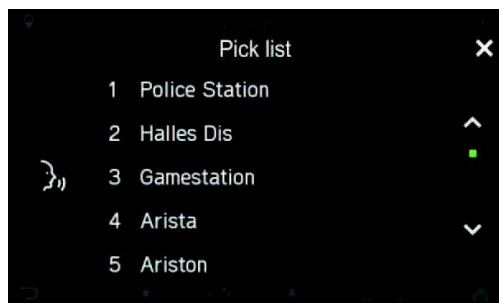 Pick list
1 Police Station
2 Halles Dis
3 Gamestation
4 Arista
5 Ariston